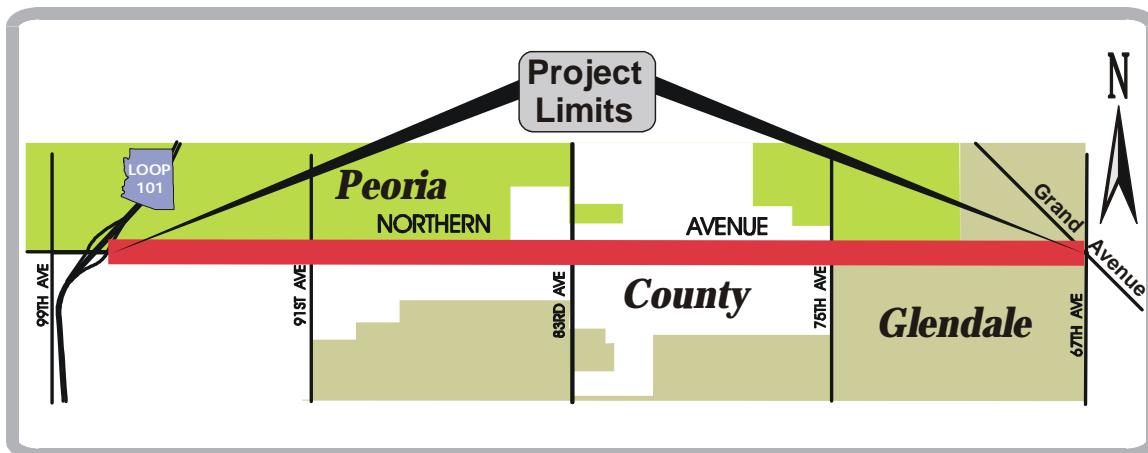 Project
Limits
N
LOOP
101
Peoria
NORTHERN AVENUE
Grand
Avenue
99TH AVE
91ST AVE
83RD AVE
County
75TH AVE
Glendale
67TH AVE